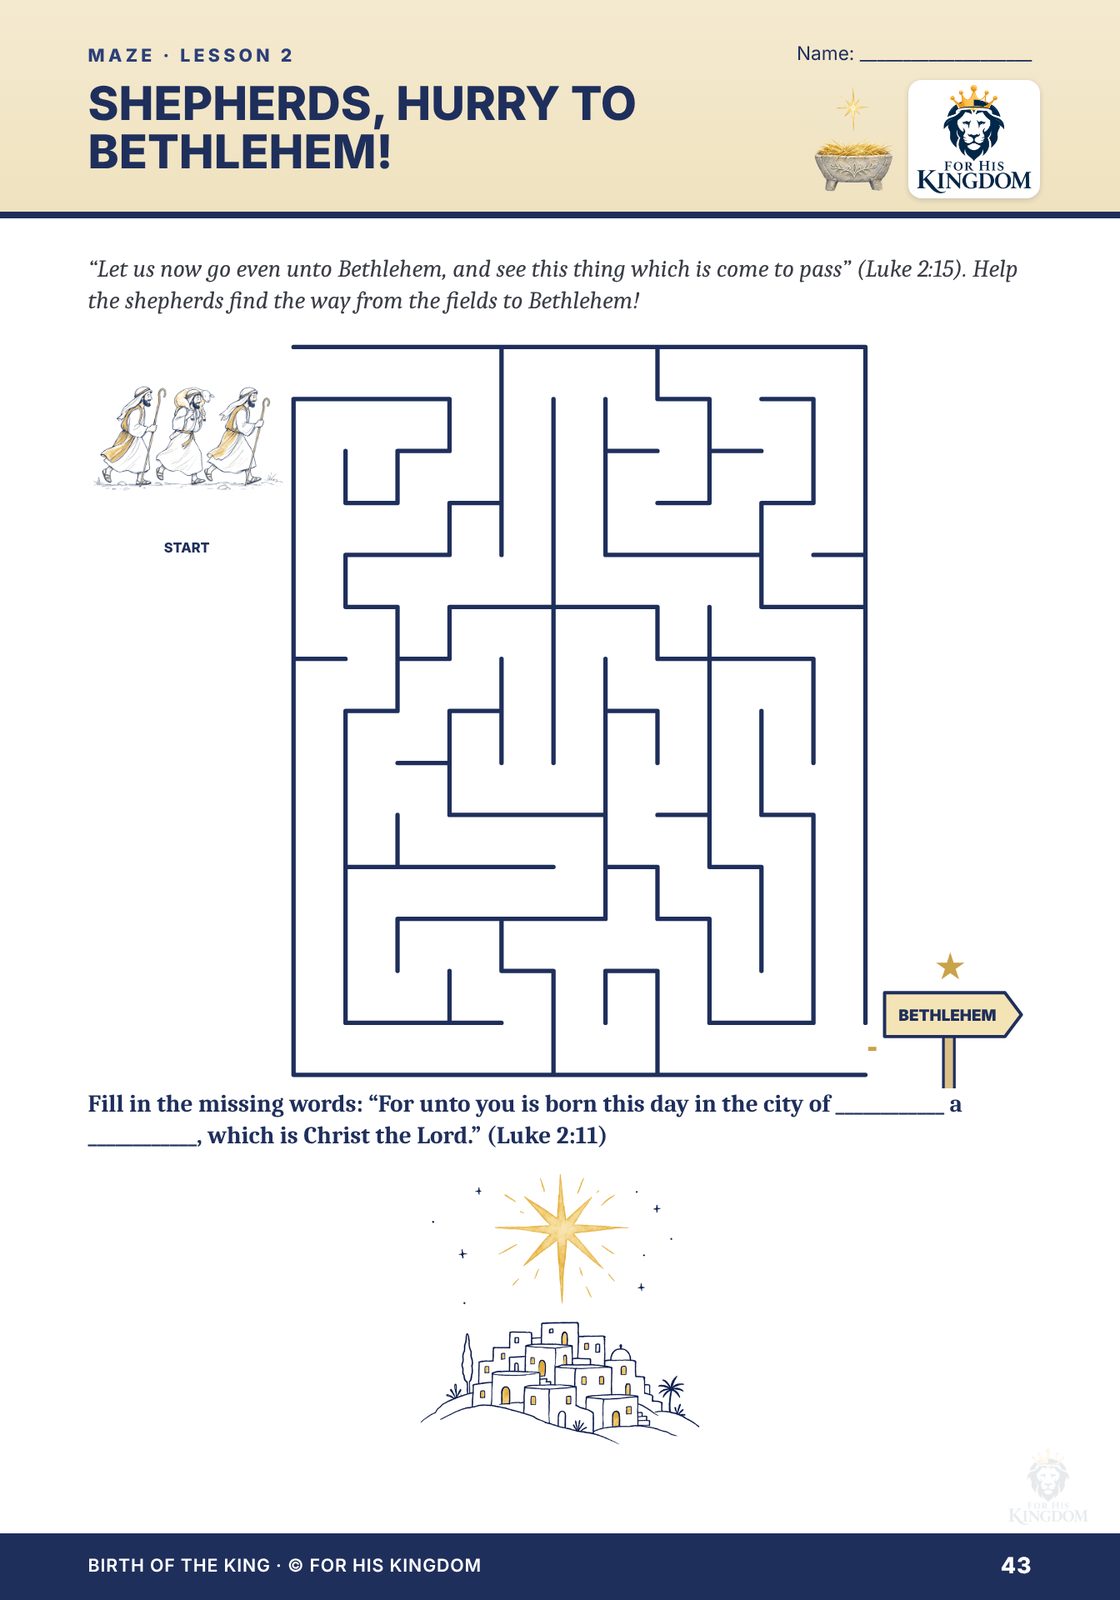 MAZE · LESSON 2
Name: ___________________
SHEPHERDS, HURRY TO
BETHLEHEM!
FOR HIS
KINGDOM
“Let us now go even unto Bethlehem, and see this thing which is come to pass” (Luke 2:15). Help
the shepherds find the way from the fields to Bethlehem!
START
BETHLEHEM
Fill in the missing words: “For unto you is born this day in the city of __________ a
__________, which is Christ the Lord.” (Luke 2:11)
FOR HIS
KINGDOM
BIRTH OF THE KING · © FOR HIS KINGDOM
43